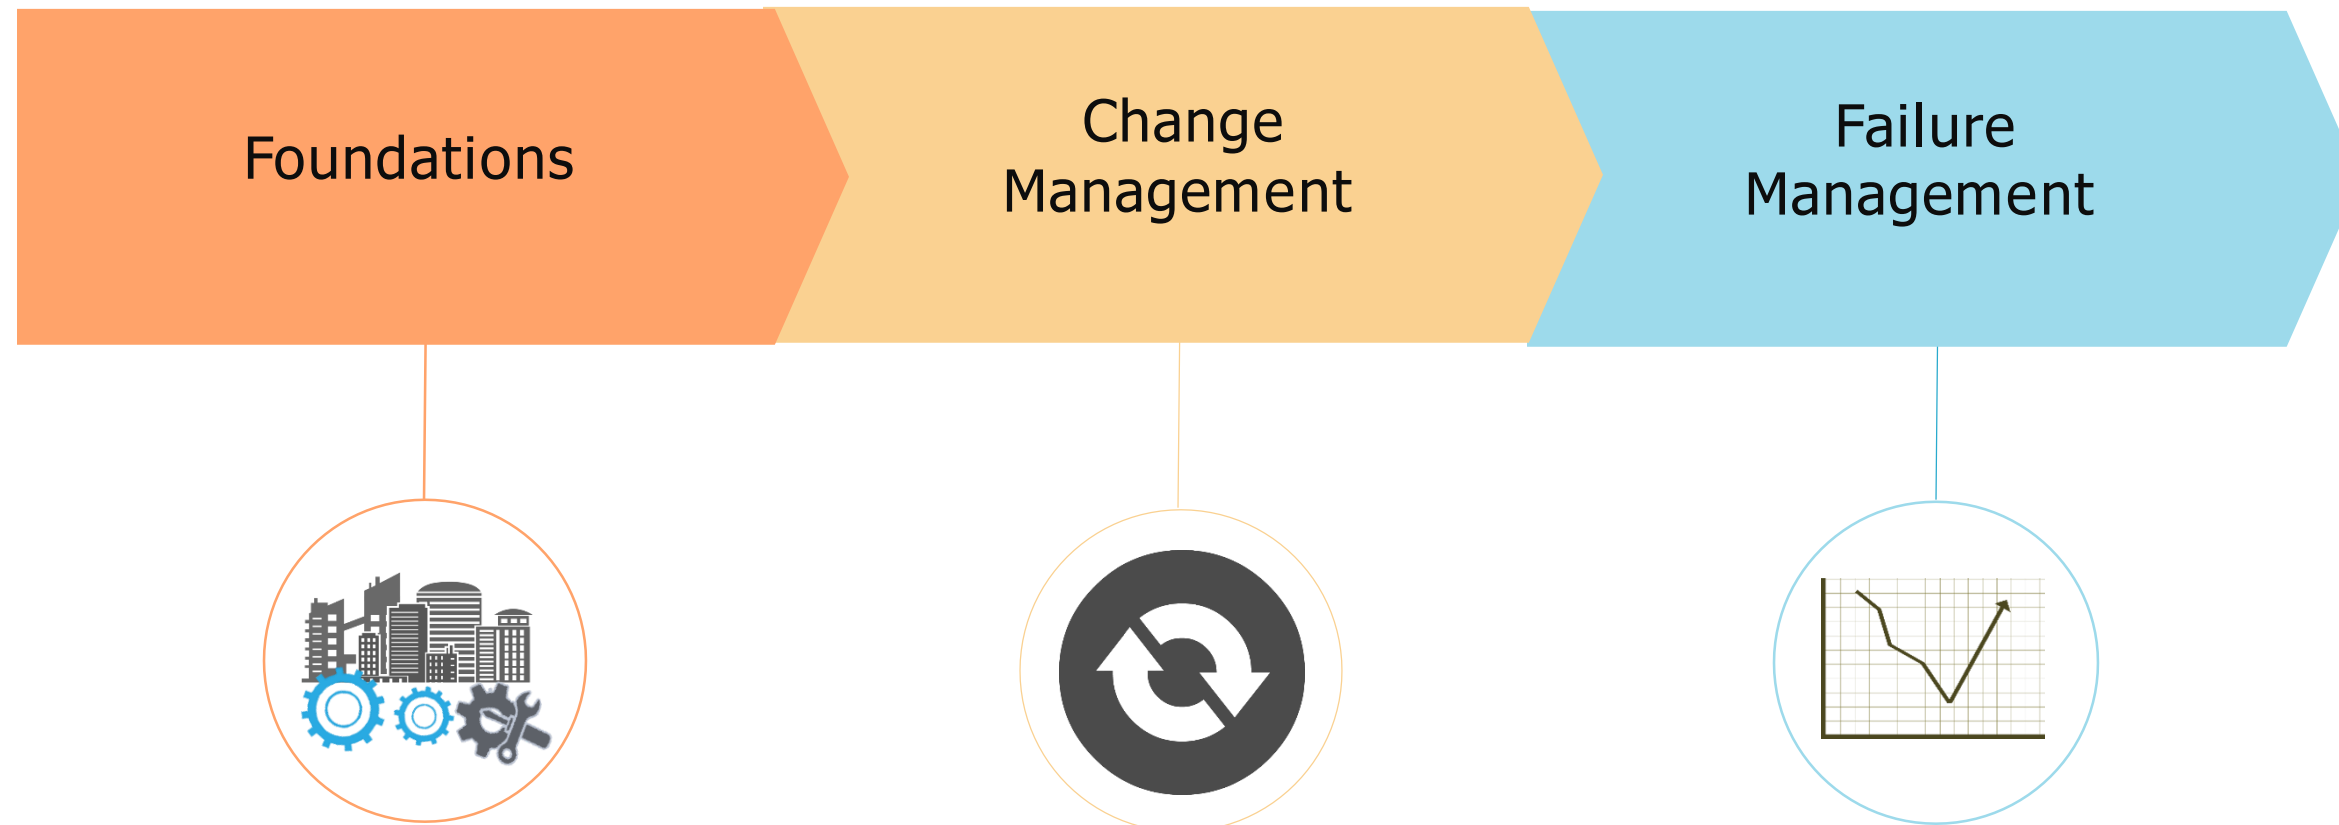 Foundations
Change
Management
Failure
Management